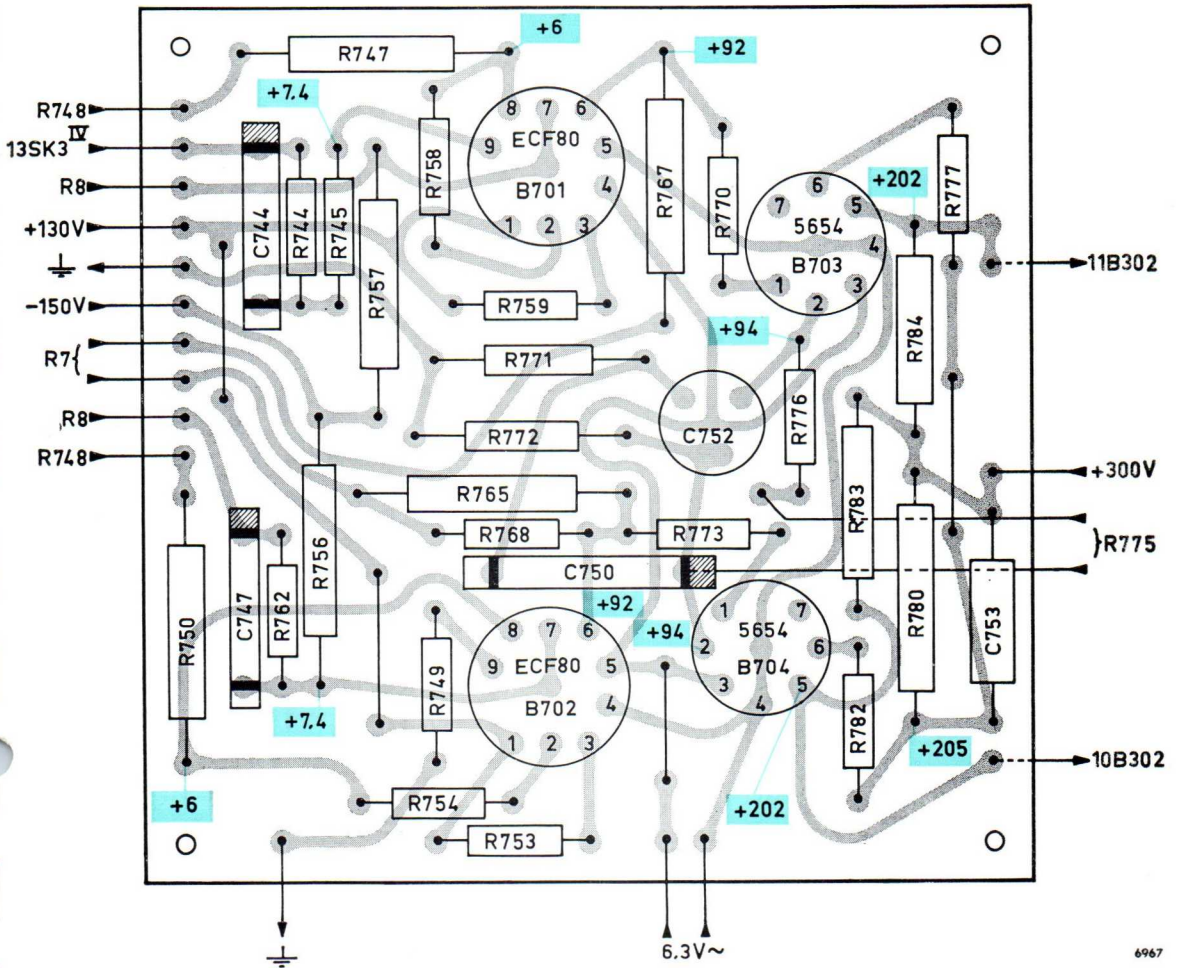 +6
R747
+92
+7,4
R748
8 7 6
ECF80
9 5
B701
4
1 2 3
IV
13SK3
R8
+130V
-150V
R7{
R8
R748
C744
R744
R745
R757
R758
R767
R770
6
7 5
5654
4
B703
1 3
2
+202
R777
11B302
R759
+94
R784
R771
R776
C752
R772
R783
+300V
R765
R768
R773
}R775
C750
R756
R762
C747
R750
+92
+94
R780
C753
8 7 6
ECF80
9 5
B702
4
1 2 3
1 7
5654
2 6
B704
3 5
4
R749
R782
+7,4
+205
+6
R754
+202
10B302
R753
6,3V~
6967